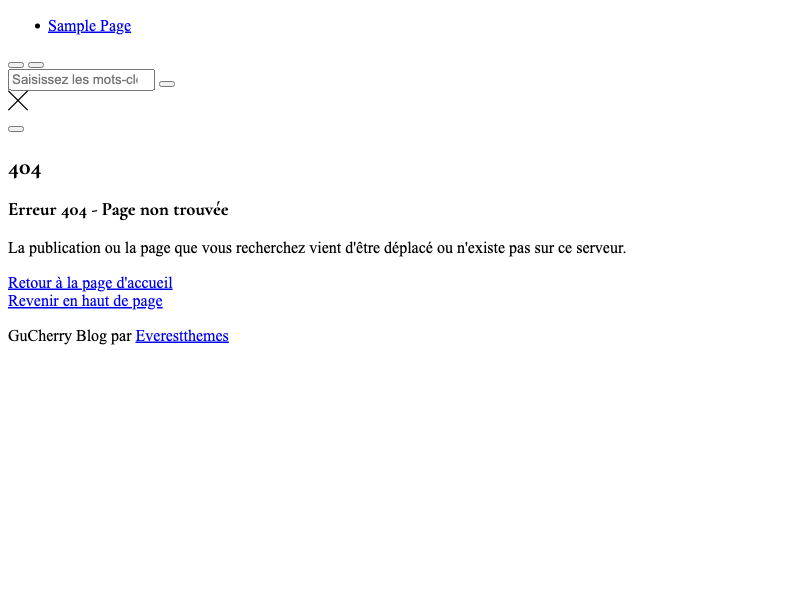 Sample Page
Saisissez les mots-cl
404
Erreur 404 - Page non trouvée
La publication ou la page que vous recherchez vient d'être déplacé ou n'existe pas sur ce serveur.
Retour à la page d'accueil
Revenir en haut de page
GuCherry Blog par Everestthemes